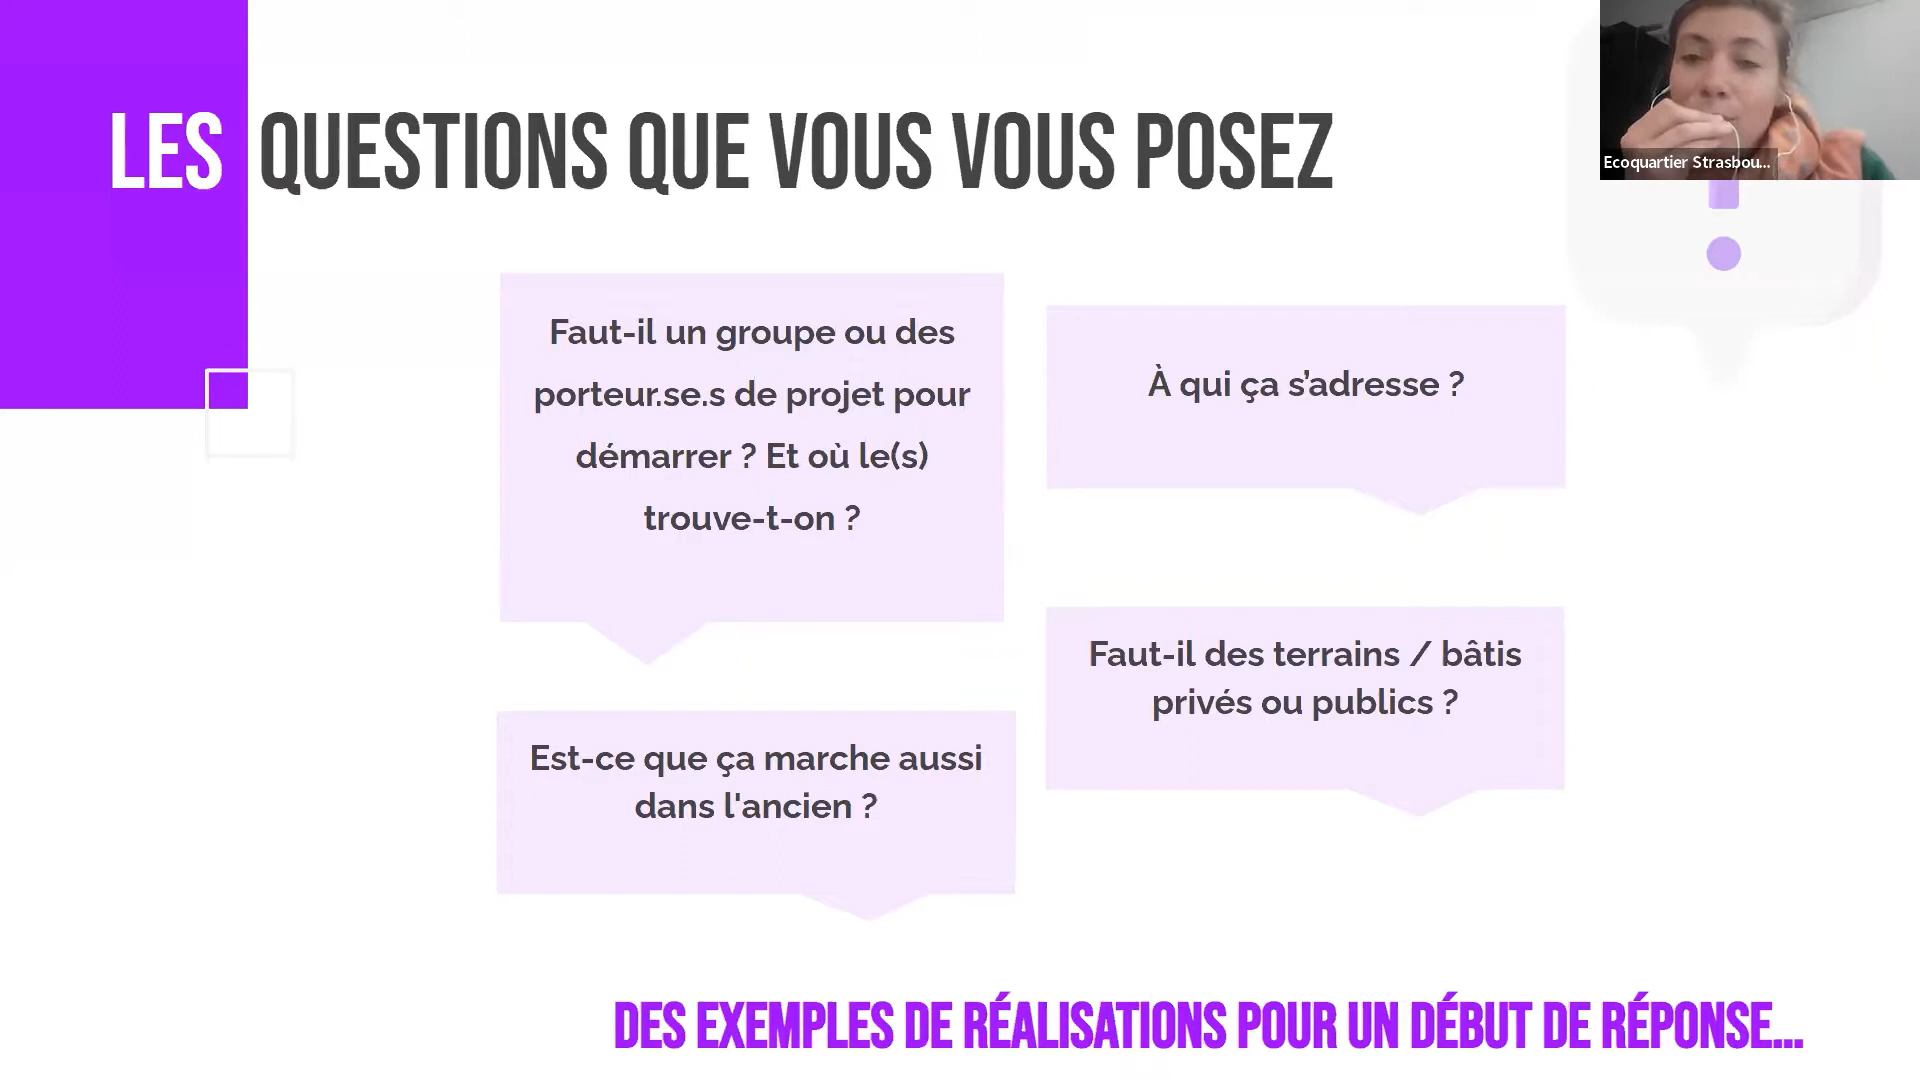 LES QUESTIONS QUE VOUS VOUS POSEZ
Ecoquartier Strasbou...
Faut-il un groupe ou des
porteur.se.s de projet pour
démarrer ? Et où le(s)
trouve-t-on ?
À qui ça s’adresse ?
Est-ce que ça marche aussi
dans l'ancien ?
Faut-il des terrains / bâtis
privés ou publics ?
DES EXEMPLES DE RÉALISATIONS POUR UN DÉBUT DE RÉPONSE...